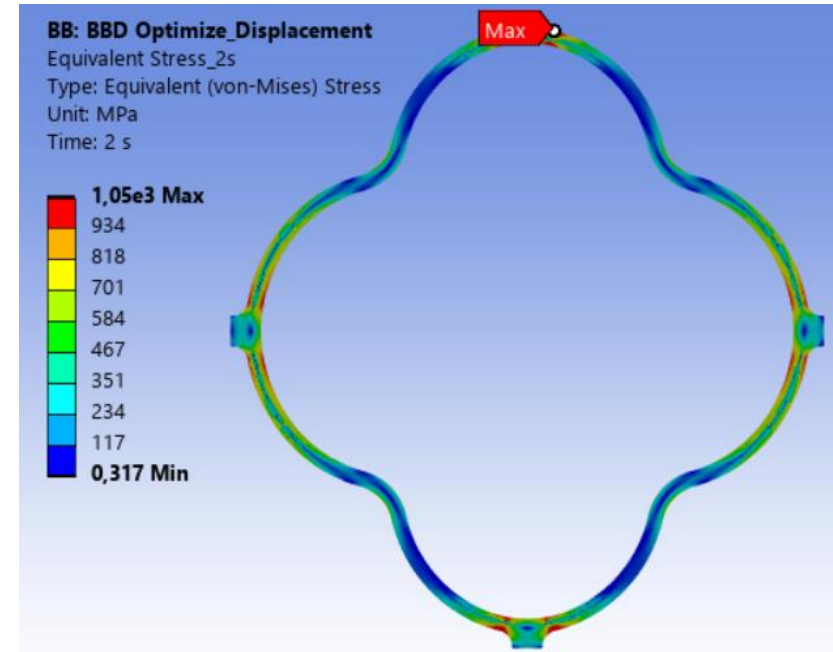 BB: BBD Optimize_Displacement
Equivalent Stress_2s
Type: Equivalent (von-Mises) Stress
Unit: MPa
Time: 2 s
Max
1,05e3 Max
934
818
701
584
467
351
234
117
0,317 Min